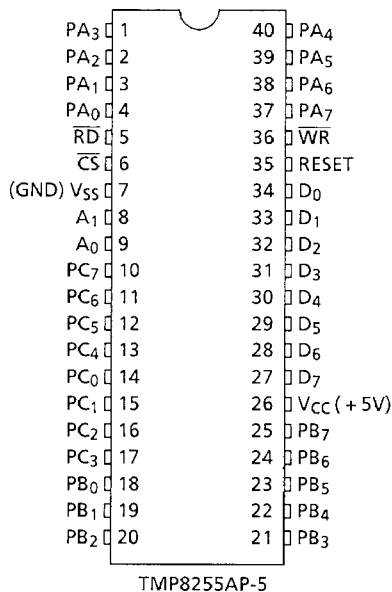 PA3 1 40 PA4
PA2 2 39 PA5
PA1 3 38 PA6
PA0 4 37 PA7
RD 5 36 WR
CS 6 35 RESET
(GND) VSS 7 34 D0
A1 8 33 D1
A0 9 32 D2
PC7 10 31 D3
PC6 11 30 D4
PC5 12 29 D5
PC4 13 28 D6
PC0 14 27 D7
PC1 15 26 VCC (+5V)
PC2 16 25 PB7
PC3 17 24 PB6
PB0 18 23 PB5
PB1 19 22 PB4
PB2 20 21 PB3
TMP8255AP-5